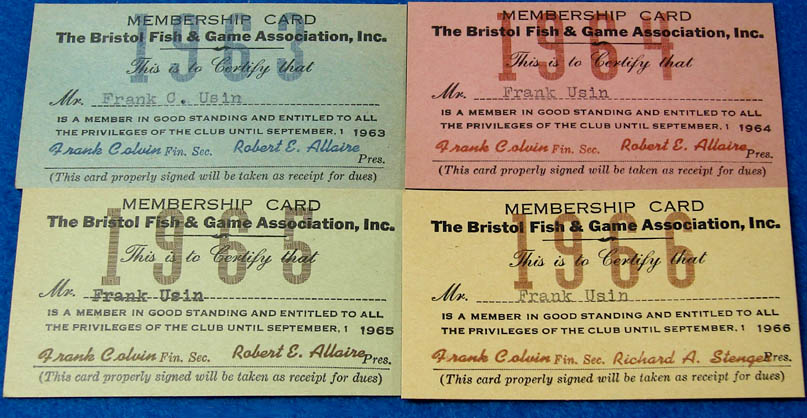 MEMBERSHIP CARD
The Bristol Fish & Game Association, Inc.
1963
This is to Certify that
Mr. Frank C. Usin
IS A MEMBER IN GOOD STANDING AND ENTITLED TO ALL
THE PRIVILEGES OF THE CLUB UNTIL SEPTEMBER, 1 1963
Frank Colvin Fin. Sec. Robert E. Allaire Pres.
(This card properly signed will be taken as receipt for dues)
MEMBERSHIP CARD
The Bristol Fish & Game Association, Inc.
1964
This is to Certify that
Mr. Frank Usin
IS A MEMBER IN GOOD STANDING AND ENTITLED TO ALL
THE PRIVILEGES OF THE CLUB UNTIL SEPTEMBER, 1 1964
Frank Colvin Fin. Sec. Robert E. Allaire Pres.
(This card properly signed will be taken as receipt for dues)
MEMBERSHIP CARD
The Bristol Fish & Game Association, Inc.
1965
This is to Certify that
Mr. Frank Usin
IS A MEMBER IN GOOD STANDING AND ENTITLED TO ALL
THE PRIVILEGES OF THE CLUB UNTIL SEPTEMBER, 1 1965
Frank Colvin Fin. Sec. Robert E. Allaire Pres.
(This card properly signed will be taken as receipt for dues)
MEMBERSHIP CARD
The Bristol Fish & Game Association, Inc.
1966
This is to Certify that
Mr. Frank Usin
IS A MEMBER IN GOOD STANDING AND ENTITLED TO ALL
THE PRIVILEGES OF THE CLUB UNTIL SEPTEMBER, 1 1966
Frank Colvin Fin. Sec. Richard A. Stenger Pres.
(This card properly signed will be taken as receipt for dues)